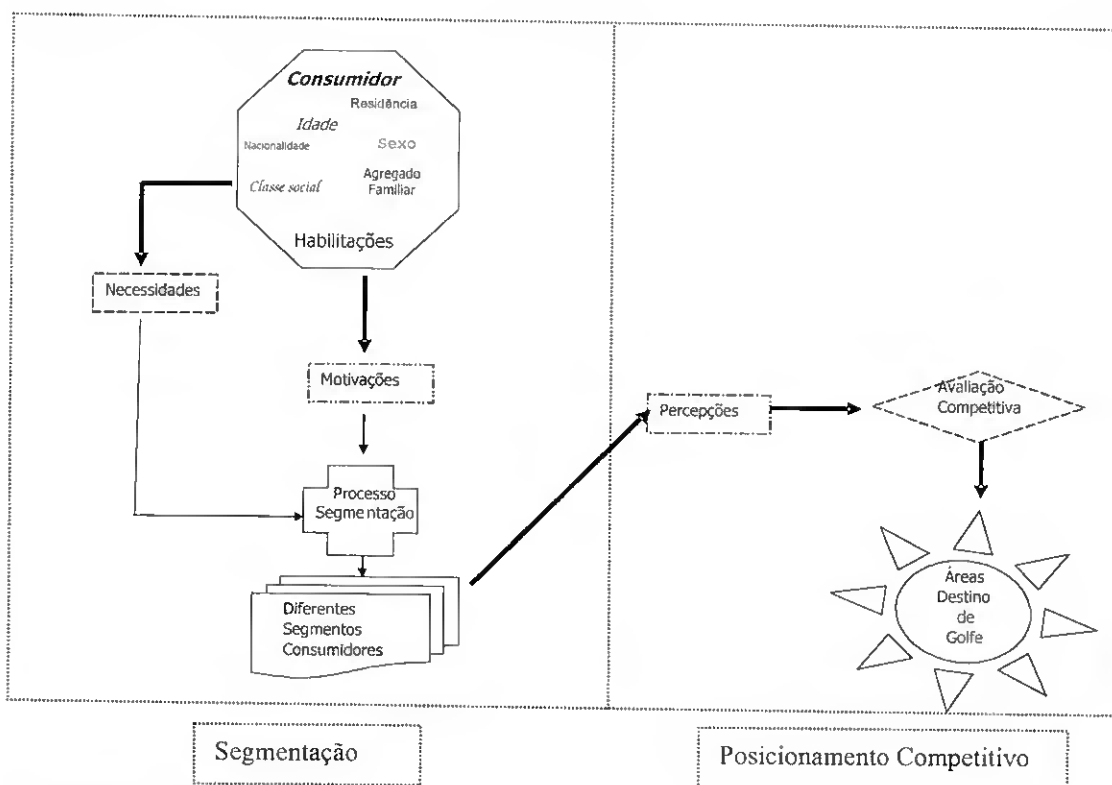 Consumidor
Residência
Idade
Nacionalidade
Sexo
Classe social
Agregado
Familiar
Habilitações
Necessidades
Motivações
Processo
Segmentação
Diferentes
Segmentos
Consumidores
Percepções
Avaliação
Competitiva
Áreas
Destino
de
Golfe
Segmentação
Posicionamento Competitivo